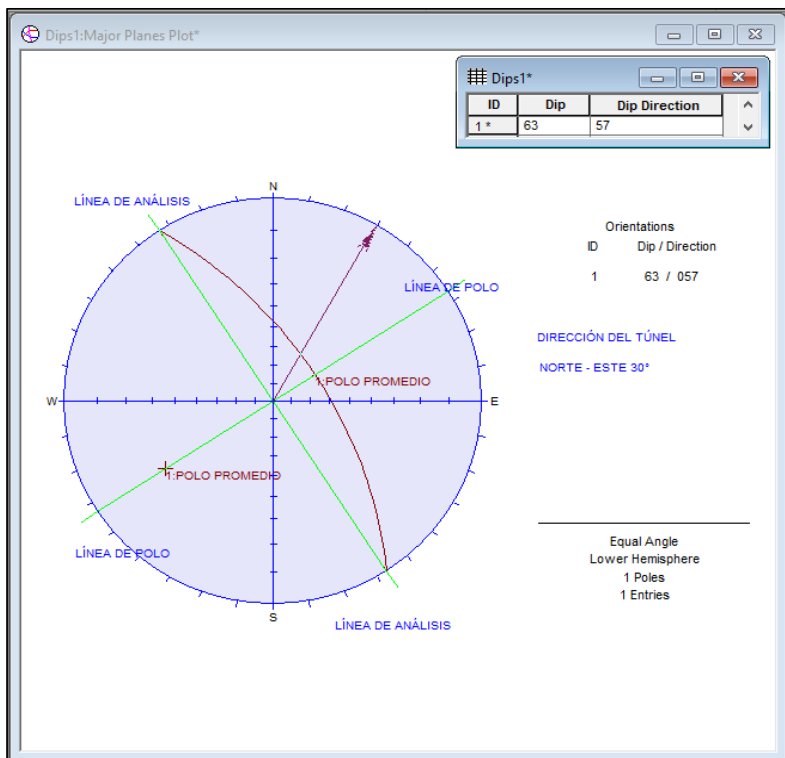 Dips1:Major Planes Plot*
Dips1*
ID Dip Dip Direction
1 * 63 57
N
LÍNEA DE ANÁLISIS
Orientations
ID Dip / Direction
1 63 / 057
LÍNEA DE POLO
DIRECCIÓN DEL TÚNEL
NORTE - ESTE 30°
1:POLO PROMEDIO
W
E
1:POLO PROMEDIO
LÍNEA DE POLO
Equal Angle
Lower Hemisphere
1 Poles
1 Entries
S
LÍNEA DE ANÁLISIS